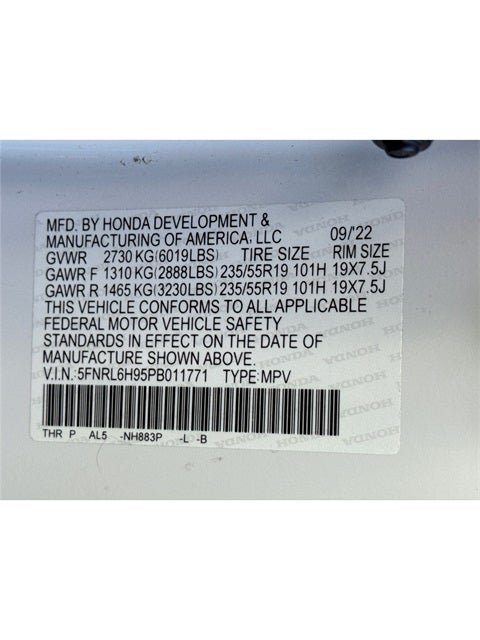 MFD. BY HONDA DEVELOPMENT &
MANUFACTURING OF AMERICA, LLC 09/'22
GVWR 2730 KG(6019LBS) TIRE SIZE RIM SIZE
GAWR F 1310 KG(2888LBS) 235/55R19 101H 19X7.5J
GAWR R 1465 KG(3230LBS) 235/55R19 101H 19X7.5J
THIS VEHICLE CONFORMS TO ALL APPLICABLE
FEDERAL MOTOR VEHICLE SAFETY
STANDARDS IN EFFECT ON THE DATE OF
MANUFACTURE SHOWN ABOVE.
V.I.N.:5FNRL6H95PB011771 TYPE:MPV
THR P AL5 -NH883P -L -B